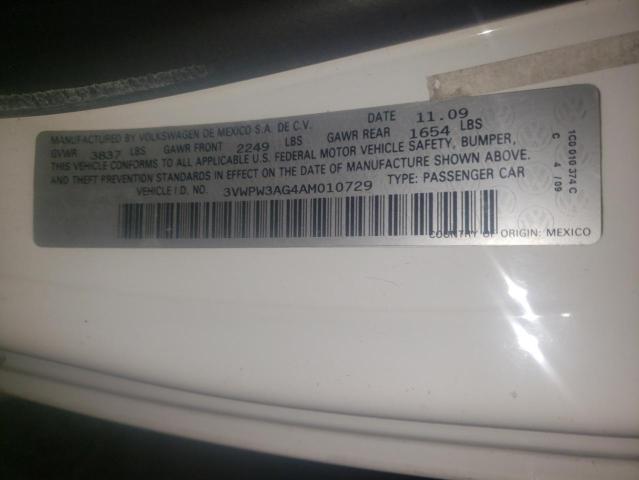 MANUFACTURED BY VOLKSWAGEN DE MEXICO S.A. DE C.V. DATE 11.09
GVWR 3837 LBS GAWR FRONT 2249 LBS GAWR REAR 1654 LBS
THIS VEHICLE CONFORMS TO ALL APPLICABLE U.S. FEDERAL MOTOR VEHICLE SAFETY, BUMPER,
AND THEFT PREVENTION STANDARDS IN EFFECT ON THE DATE OF MANUFACTURE SHOWN ABOVE.
VEHICLE I D. NO. 3VWPW3AG4AM010729 TYPE: PASSENGER CAR
COUNTRY OF ORIGIN: MEXICO
1C0 010 374 C
C 4 /09